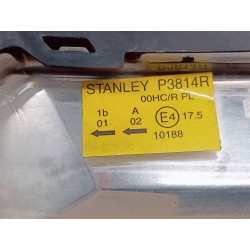 STANLEY P3814R
00HC/R PL
1b A
01 02 E4 17.5
10188